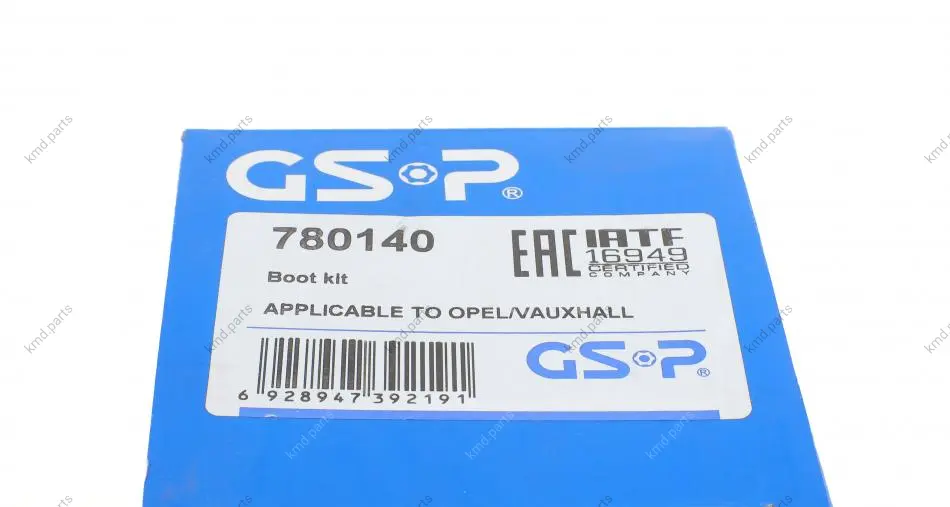 GSP®
780140
EAC IATF
16949
CERTIFIED
COMPANY
Boot kit
APPLICABLE TO OPEL/VAUXHALL
GSP®
6 928947 392191
kmd.parts